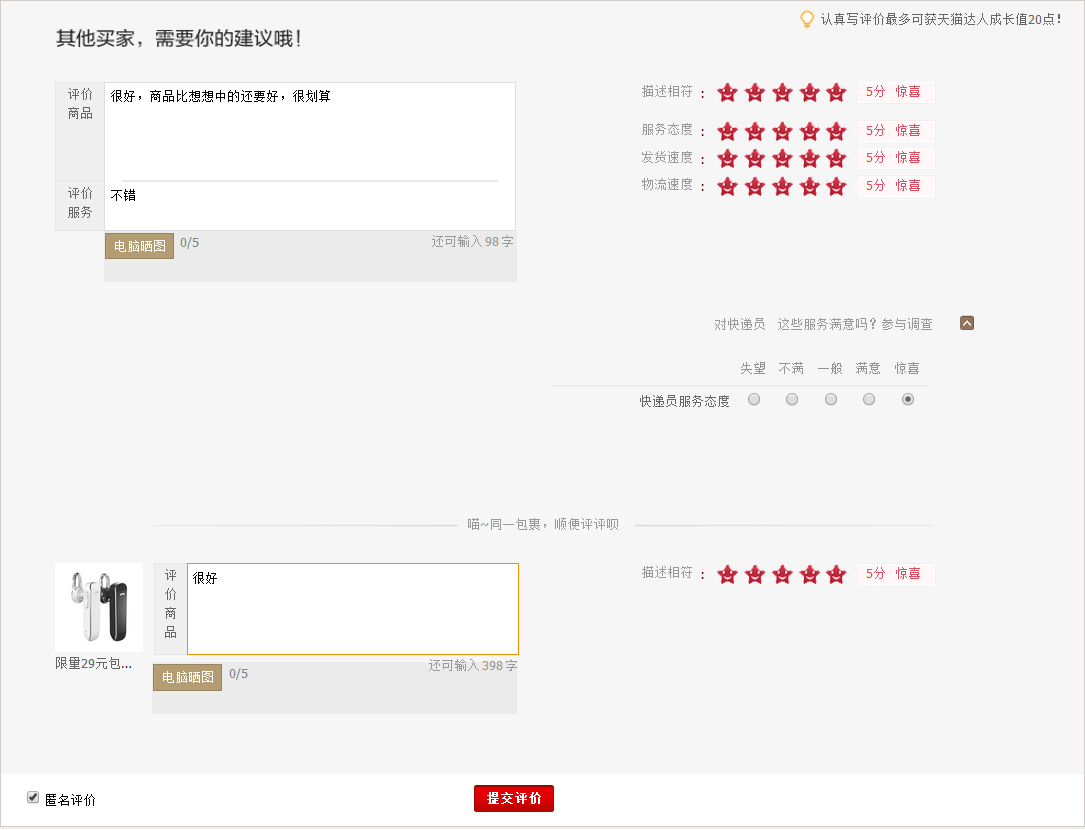 认真写评价最多可获天猫达人成长值20点！
其他买家，需要你的建议哦！
评价
商品
很好，商品比想想中的还要好，很划算
评价
服务
不错
电脑晒图 0/5 还可输入 98 字
描述相符： 5分 惊喜
服务态度： 5分 惊喜
发货速度： 5分 惊喜
物流速度： 5分 惊喜
对快递员 这些服务满意吗？参与调查
失望 不满 一般 满意 惊喜
快递员服务态度
喵~同一包裹，顺便评评呗
限量29元包...
评
价
商
品
很好
电脑晒图 0/5 还可输入 398 字
描述相符： 5分 惊喜
匿名评价
提交评价